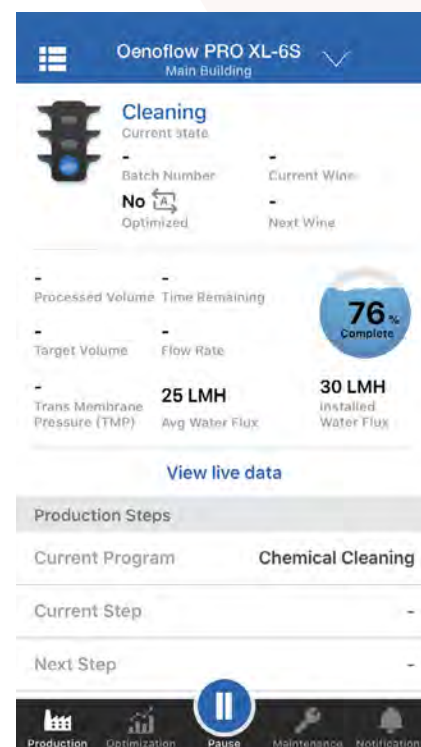 Oenoflow PRO XL-6S
Main Building
Cleaning
Current state
- -
Batch Number Current Wine
No A -
Optimized Next Wine
- -
Processed Volume Time Remaining
76 %
Complete
- -
Target Volume Flow Rate
- 25 LMH 30 LMH
Trans Membrane Pressure (TMP) Avg Water Flux Installed Water Flux
View live data
Production Steps
Current Program Chemical Cleaning
Current Step -
Next Step -
Production Optimization Pause Maintenance Notification